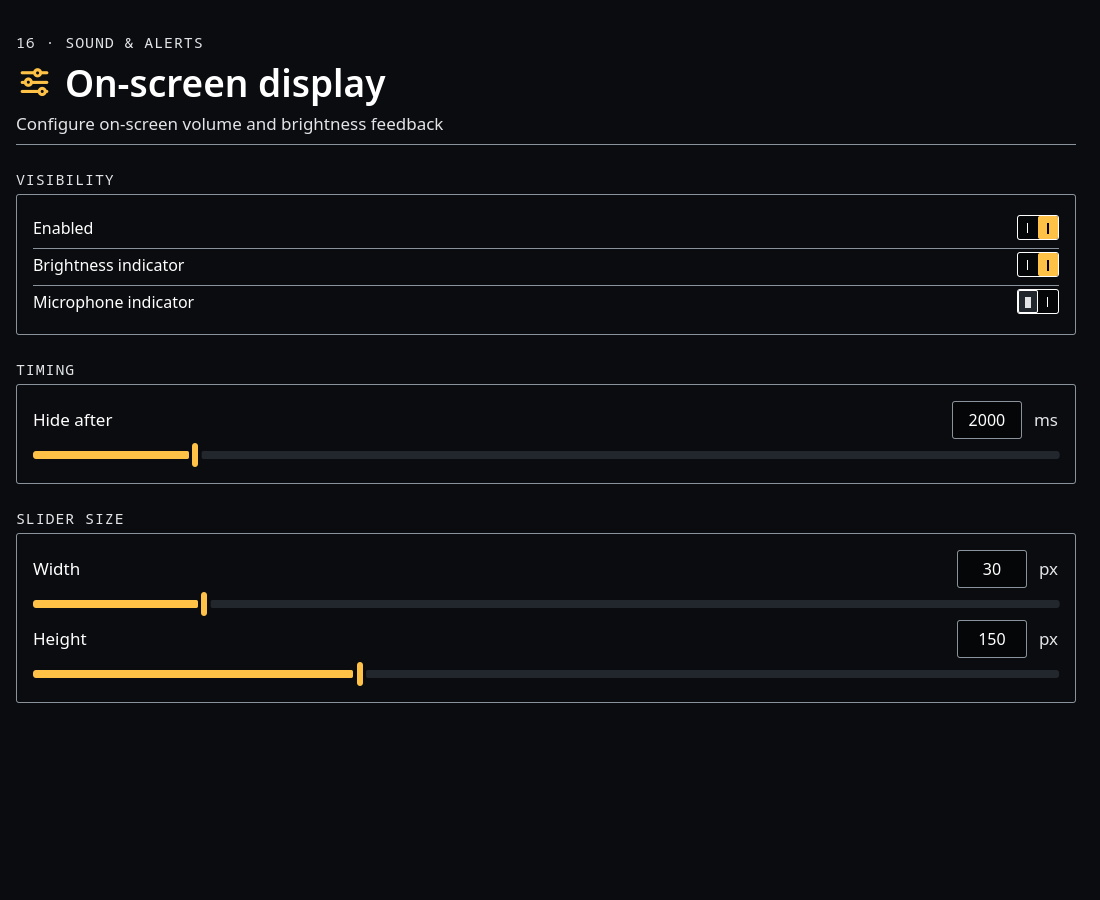 16 · SOUND & ALERTS
On-screen display
Configure on-screen volume and brightness feedback
VISIBILITY
Enabled
Brightness indicator
Microphone indicator
TIMING
Hide after 2000 ms
SLIDER SIZE
Width 30 px
Height 150 px